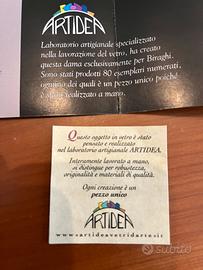 ARTIDEA
Laboratorio artigianale specializzato
nella lavorazione del vetro, ha creato
questa dama esclusivamente per Biraghi.
Sono stati prodotti 80 esemplari numerati,
ognuno dei quali è un pezzo unico poiché
è stato realizzato a mano.
Questo oggetto in vetro è stato
pensato e realizzato
nel laboratorio artigianale ARTIDEA.
Interamente lavorato a mano,
si distingue per robustezza,
originalità e materiali di qualità.
Ogni creazione è un
pezzo unico
ARTIDEA
www.artideavetridarte.it
subito